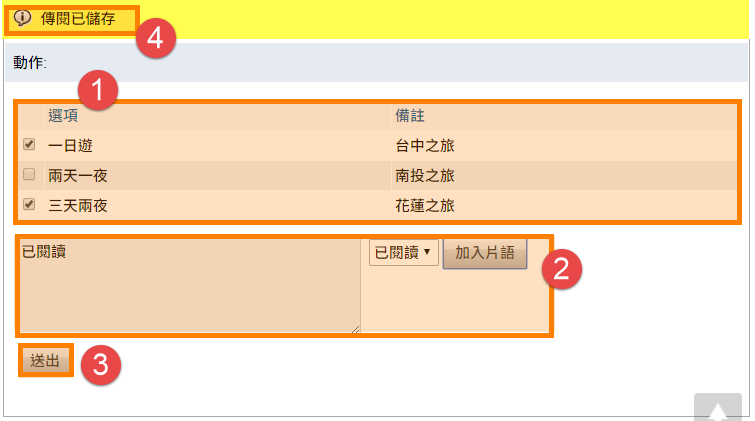 傳閱已儲存
4
動作:
1
選項 備註
一日遊 台中之旅
兩天一夜 南投之旅
三天兩夜 花蓮之旅
已閱讀 已閱讀 加入片語
2
送出
3